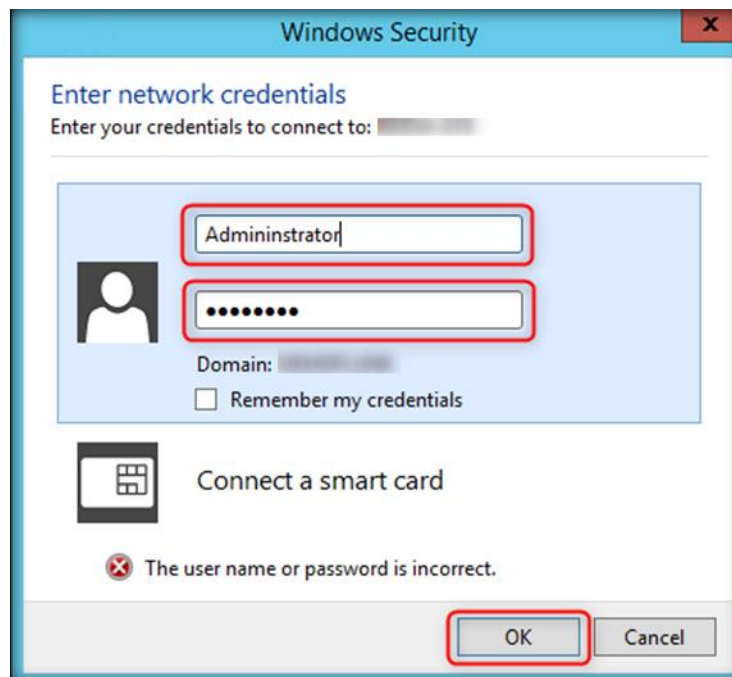 Windows Security
x
Enter network credentials
Enter your credentials to connect to:
Admininstrator
••••••••
Domain:
Remember my credentials
Connect a smart card
The user name or password is incorrect.
OK
Cancel